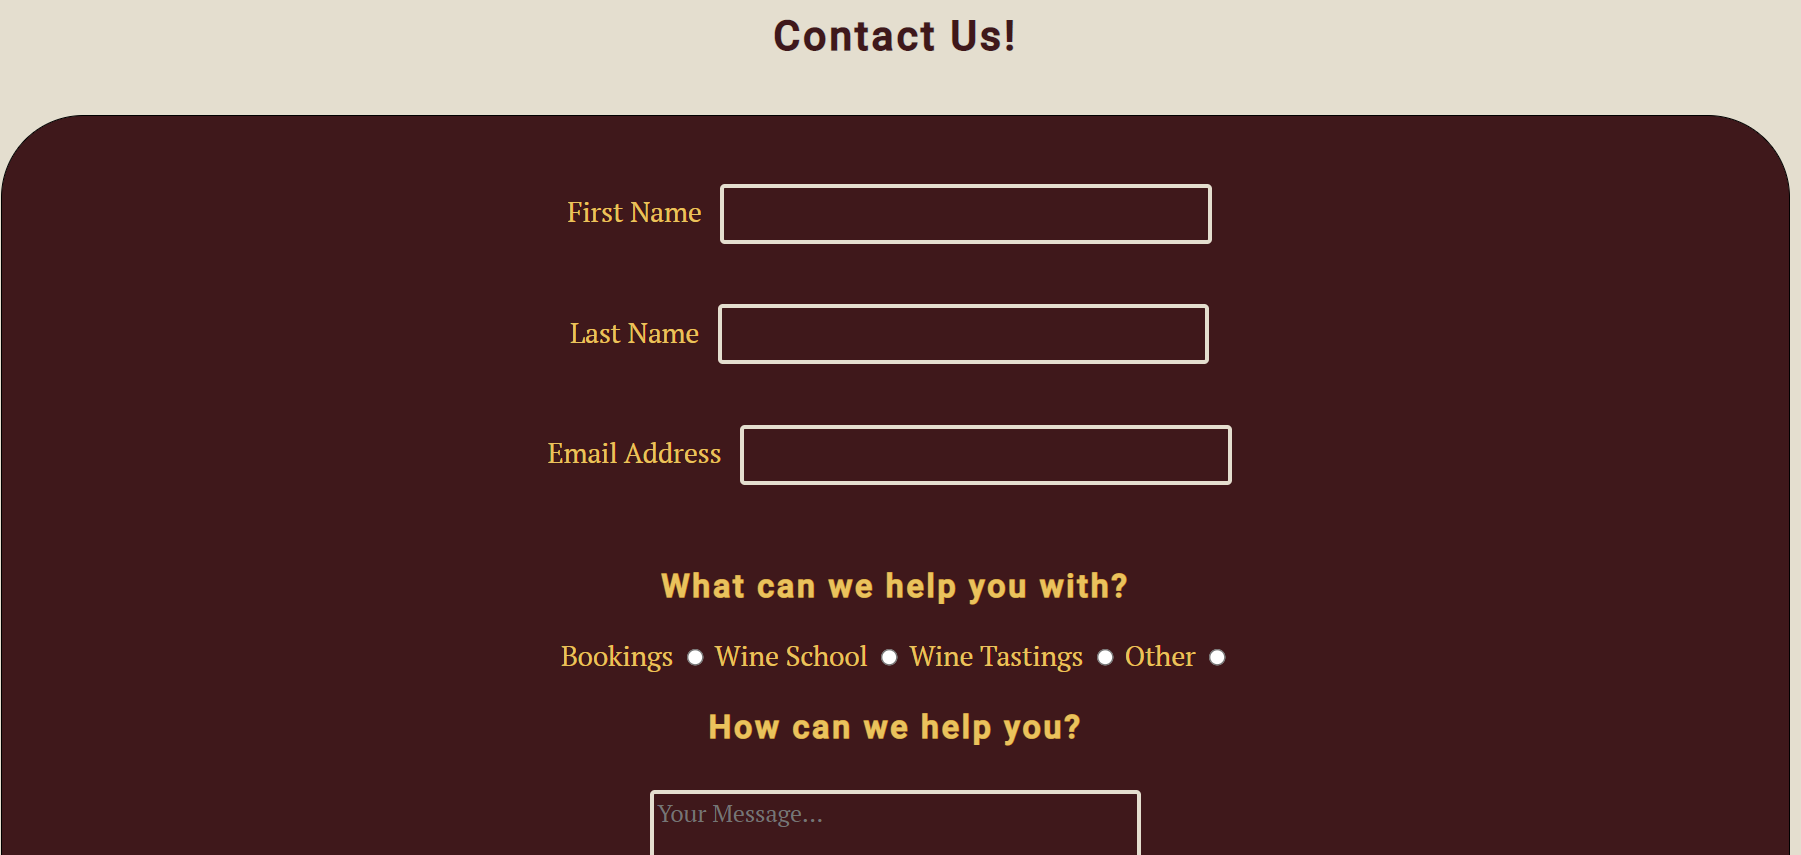 Contact Us!
First Name
Last Name
Email Address
What can we help you with?
Bookings Wine School Wine Tastings Other
How can we help you?
Your Message...